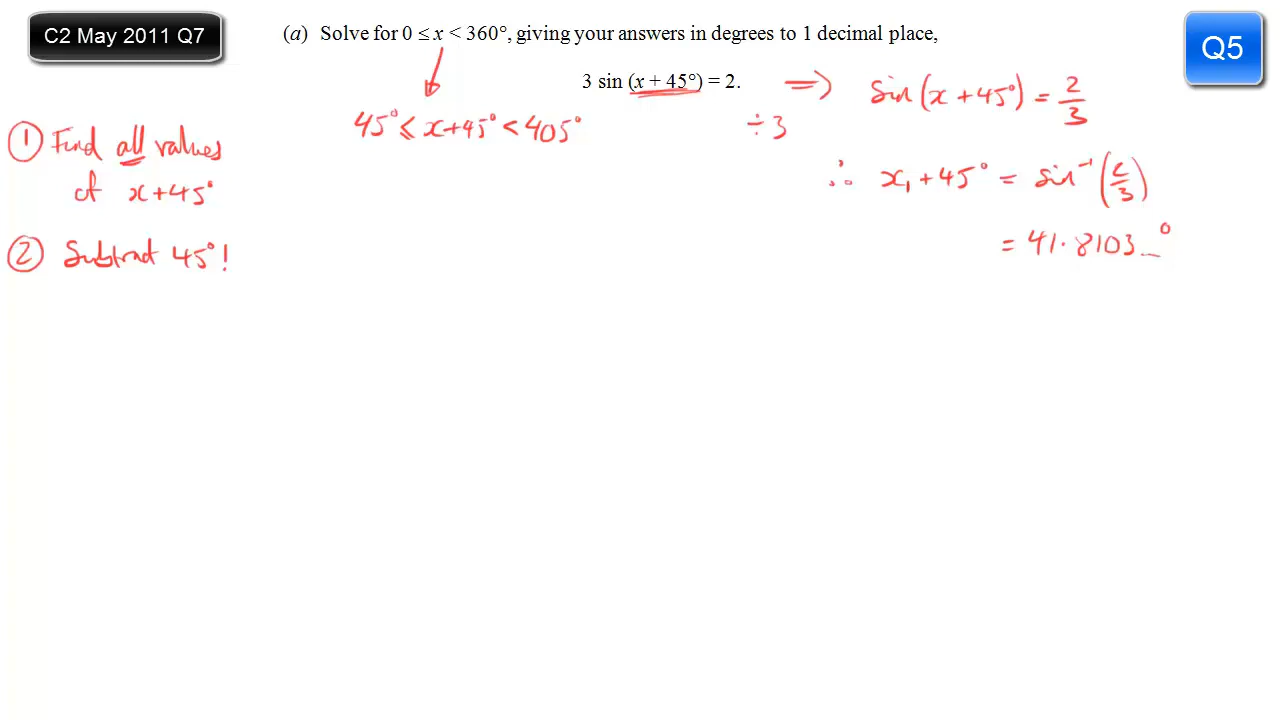 C2 May 2011 Q7
(a) Solve for 0 ≤ x < 360°, giving your answers in degrees to 1 decimal place,
Q5
3 sin (x + 45°) = 2.
⇒ sin(x + 45°) = 2/3
÷ 3
45° ≤ x+45° < 405°
① Find all values
of x+45°
② Subtract 45°!
∴ x₁ + 45° = sin⁻¹(2/3)
= 41.8103...°